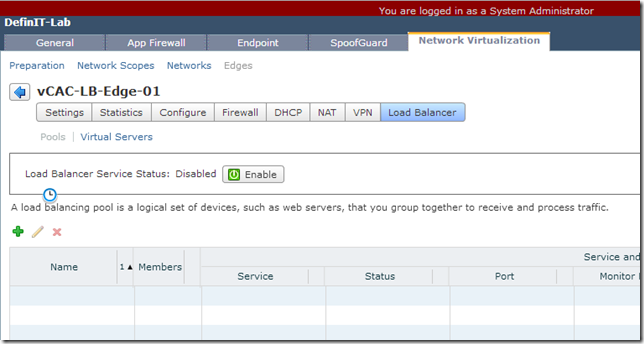 You are logged in as a System Administrator
DefinIT-Lab
General App Firewall Endpoint SpoofGuard Network Virtualization
Preparation Network Scopes Networks Edges
vCAC-LB-Edge-01
Settings Statistics Configure Firewall DHCP NAT VPN Load Balancer
Pools | Virtual Servers
Load Balancer Service Status: Disabled Enable
A load balancing pool is a logical set of devices, such as web servers, that you group together to receive and process traffic.
Service and
Name 1 ▲ Members Service Status Port Monitor